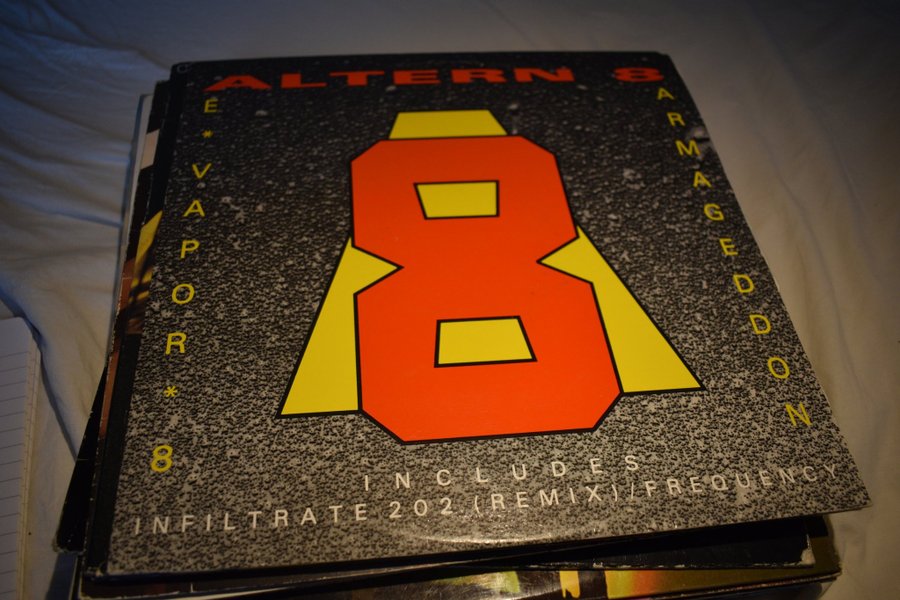 ALTERN 8
E*VAPOR*8
ARMAGEDDON
8
INCLUDES
INFILTRATE 202 (REMIX)/FREQUENCY